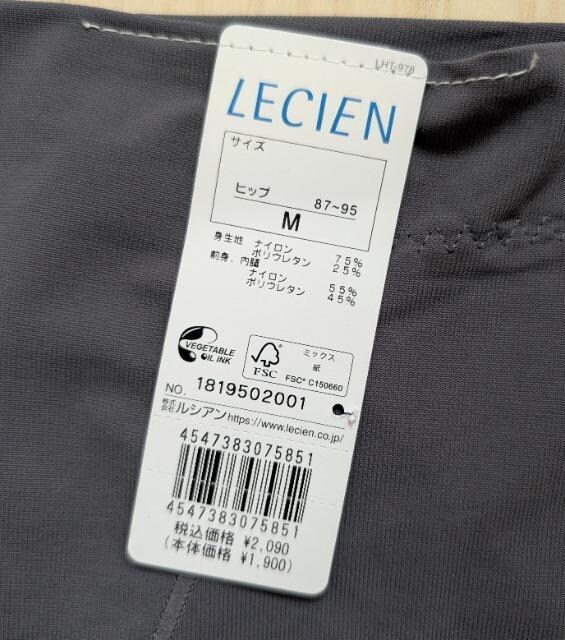 LHT-978
LECIEN
サイズ
ヒップ 87~95
M
身生地 ナイロン 75%
ポリウレタン 25%
前身、内臓 ナイロン 55%
ポリウレタン 45%
VEGETABLE
OIL INK
FSC
ミックス
紙
FSC® C150660
NO. 1819502001
株式会社ルシアン https://www.lecien.co.jp/
4547383075851
4547383075851
税込価格 ¥2,090
(本体価格 ¥1,900)